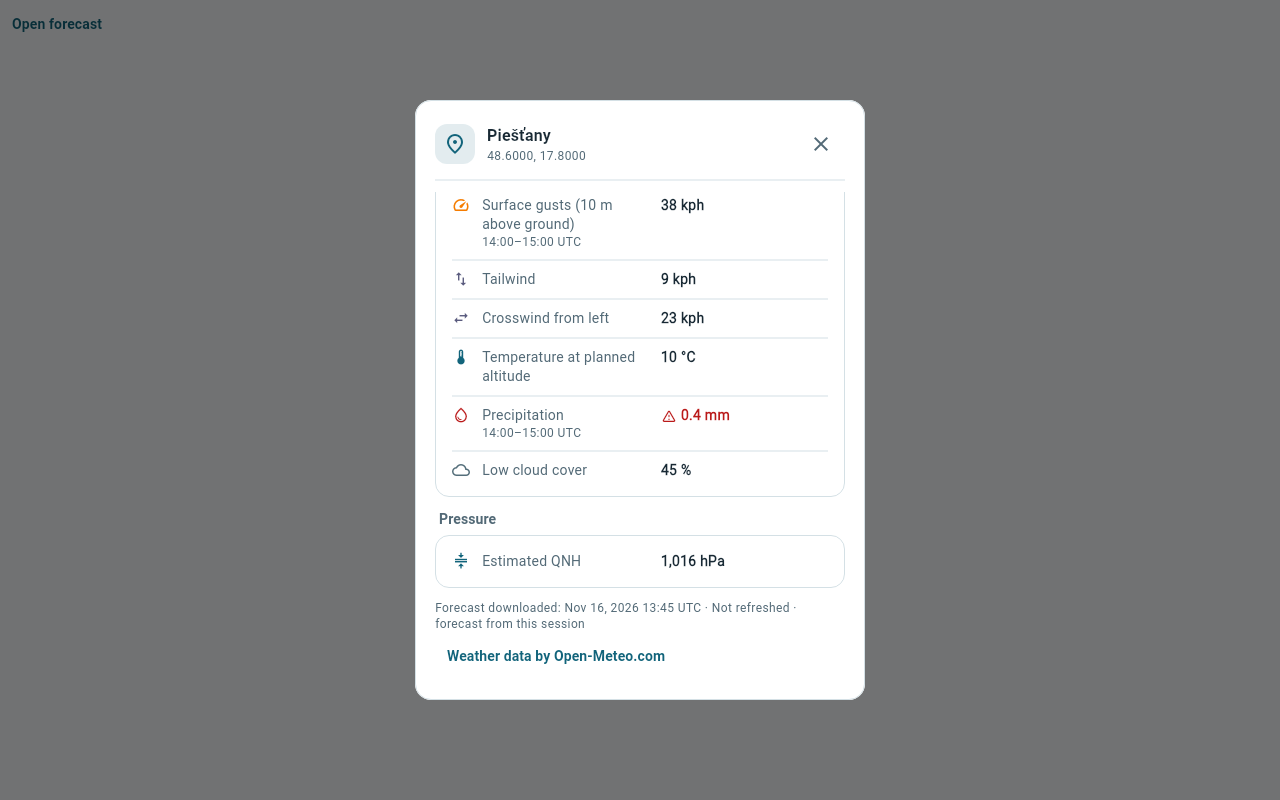 Open forecast
Piešťany
48.6000, 17.8000
Surface gusts (10 m above ground)
14:00–15:00 UTC
38 kph
Tailwind
9 kph
Crosswind from left
23 kph
Temperature at planned altitude
10 °C
Precipitation
14:00–15:00 UTC
0.4 mm
Low cloud cover
45 %
Pressure
Estimated QNH
1,016 hPa
Forecast downloaded: Nov 16, 2026 13:45 UTC · Not refreshed ·
forecast from this session
Weather data by Open-Meteo.com